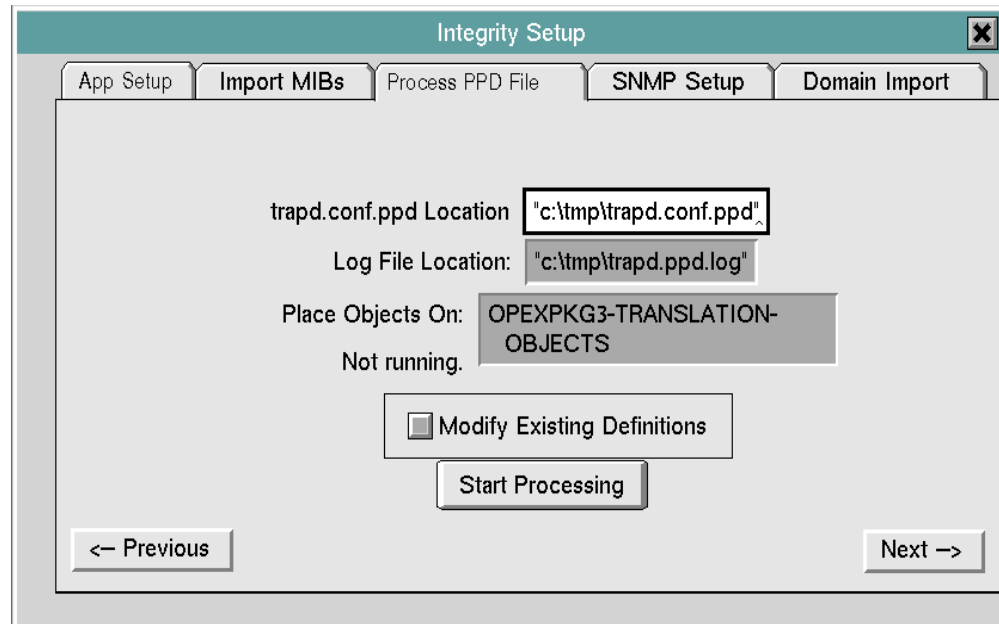 Integrity Setup
App Setup
Import MIBs
Process PPD File
SNMP Setup
Domain Import
trapd.conf.ppd Location
"c:\tmp\trapd.conf.ppd"
Log File Location:
"c:\tmp\trapd.ppd.log"
Place Objects On:
OPEXPKG3-TRANSLATION-
OBJECTS
Not running.
Modify Existing Definitions
Start Processing
<— Previous
Next —>